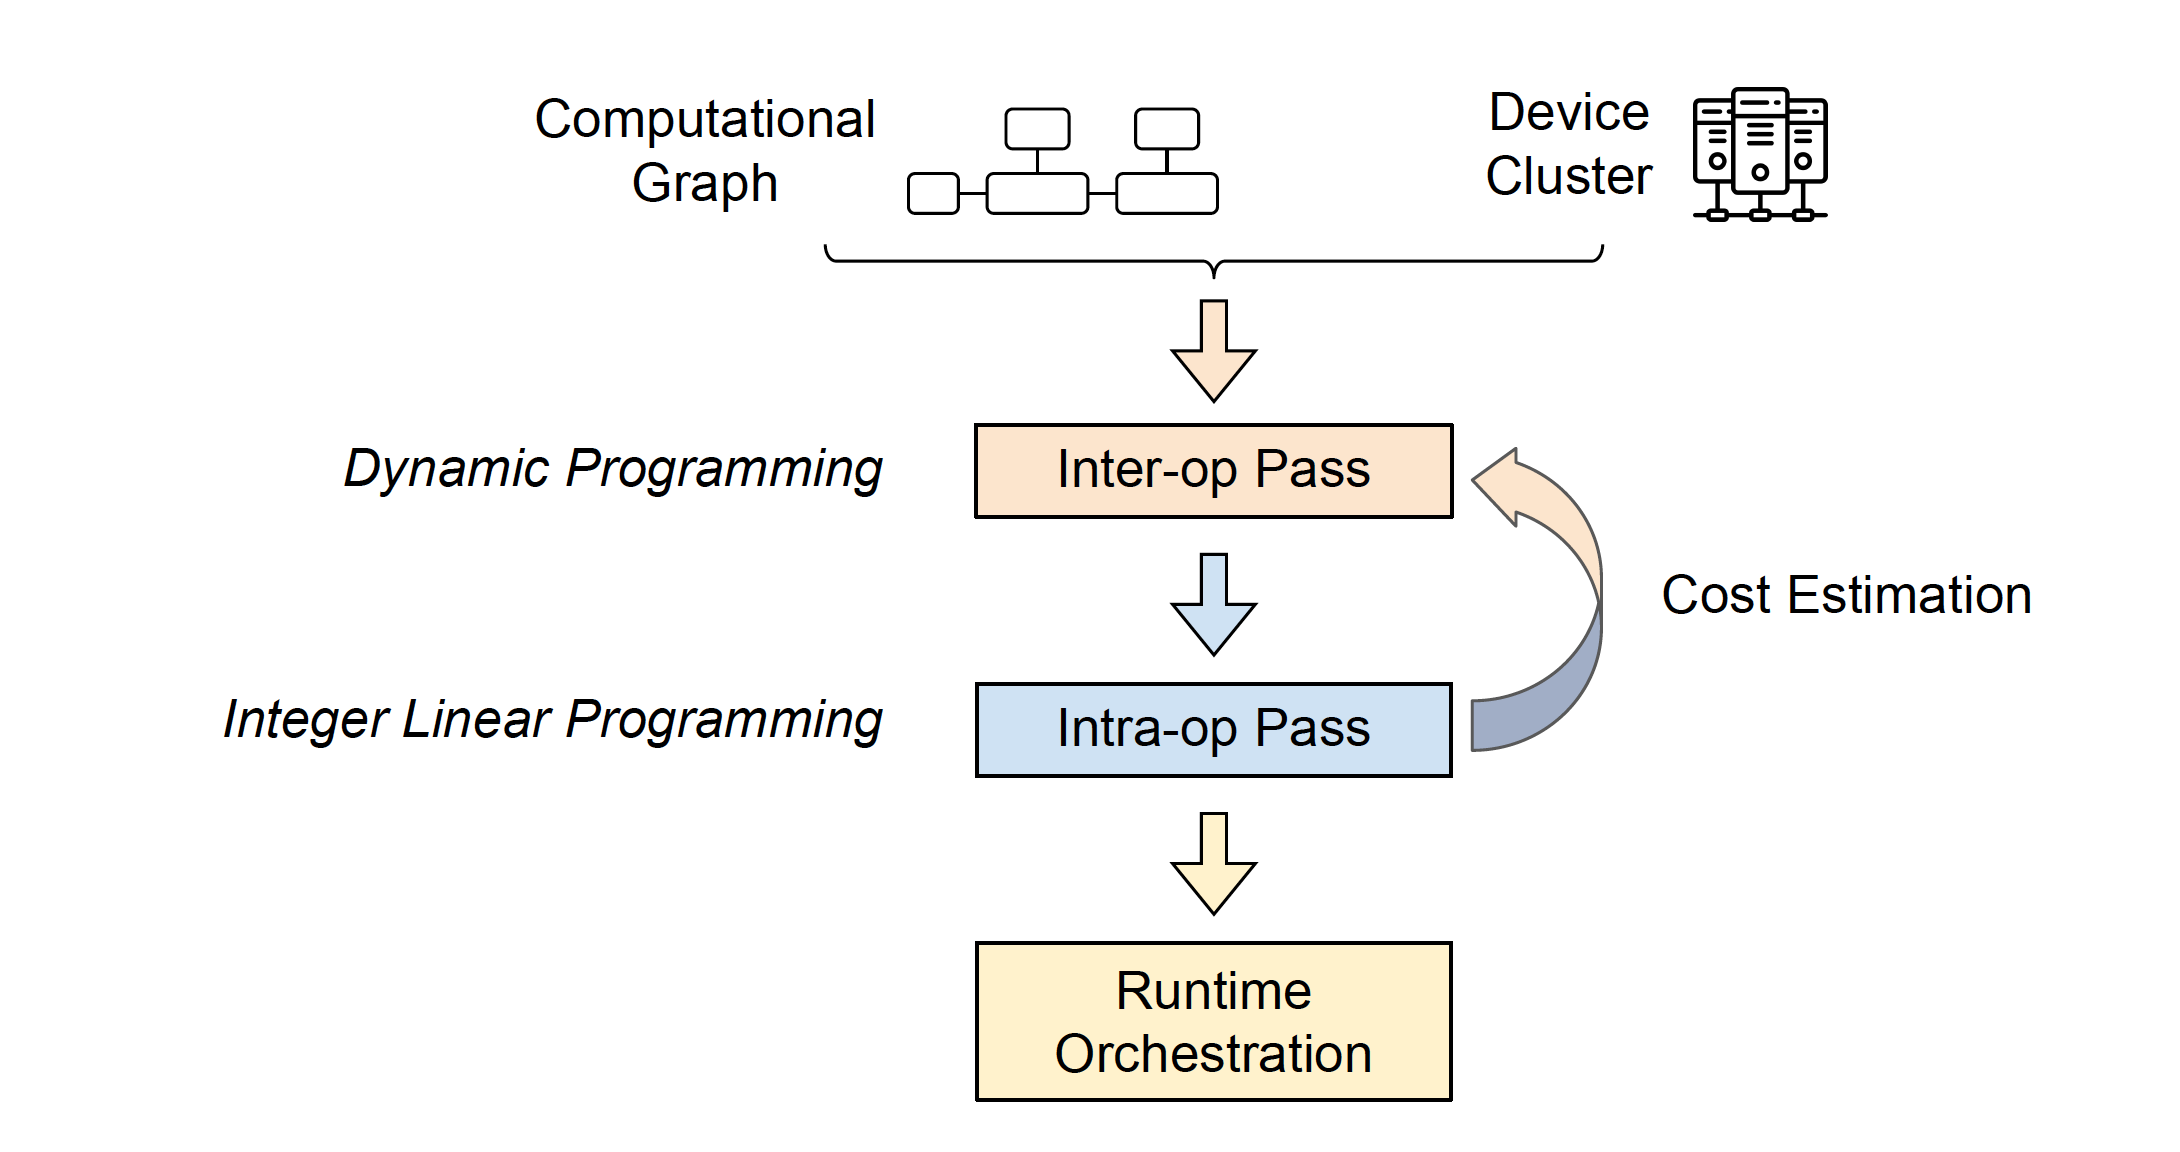 Computational
Graph
Device
Cluster
Dynamic Programming
Inter-op Pass
Cost Estimation
Integer Linear Programming
Intra-op Pass
Runtime
Orchestration